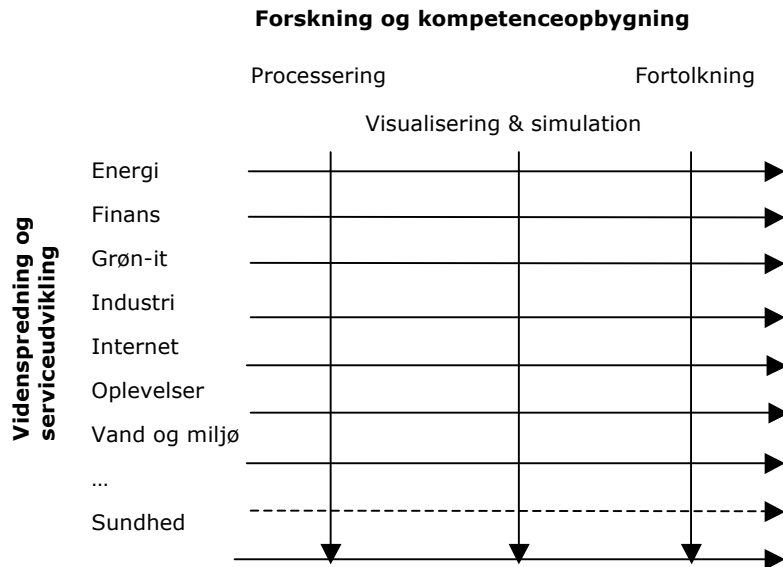 Forskning og kompetenceopbygning
Processering
Fortolkning
Visualisering & simulation
Vidensspredning og
serviceudvikling
Energi
Finans
Grøn-it
Industri
Internet
Oplevelser
Vand og miljø
…
Sundhed